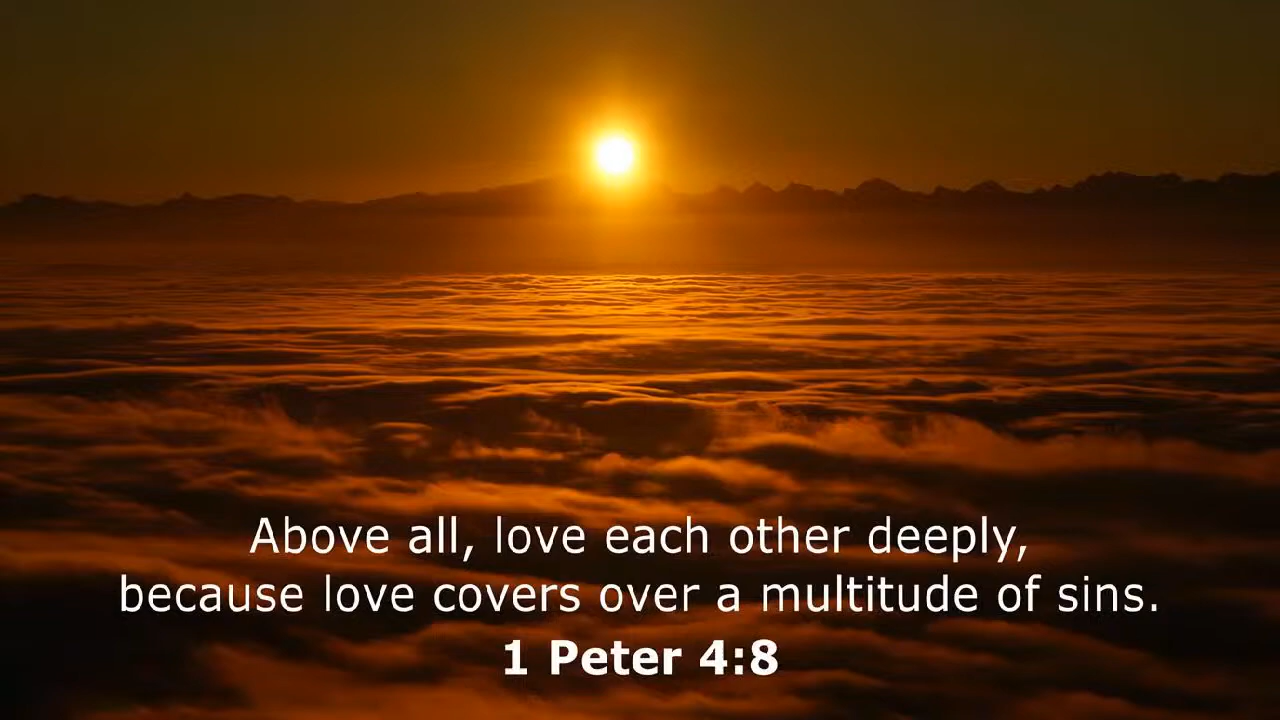 Above all, love each other deeply,
because love covers over a multitude of sins.
1 Peter 4:8